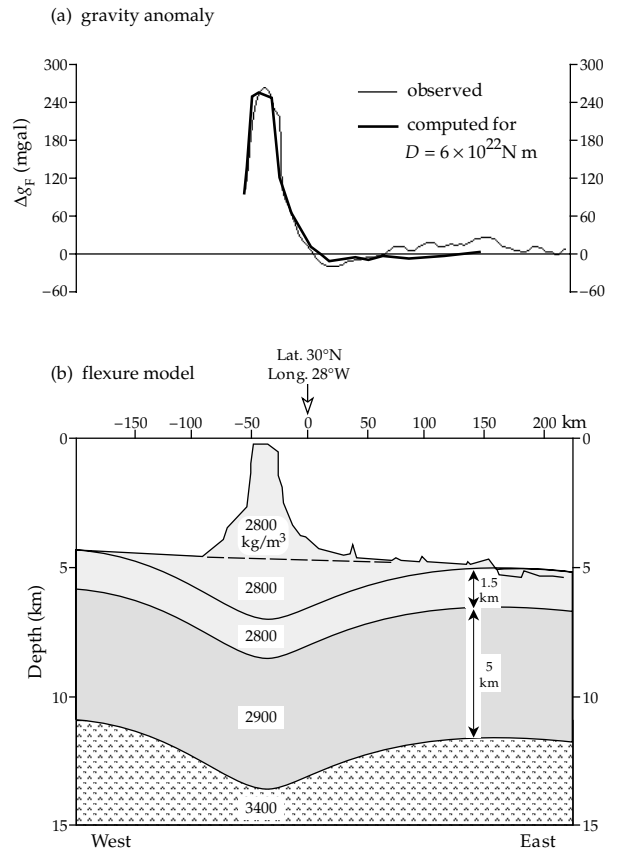 (a) gravity anomaly
300
240
180
120
60
0
−60
300
240
180
120
60
0
−60
Δg_F (mgal)
observed
computed for
D = 6 × 10^22 N m
Lat. 30°N
Long. 28°W
(b) flexure model
−150 −100 −50 0 50 100 150 200 km
0
5
10
15
0
5
10
15
Depth (km)
2800
kg/m³
2800
2800
2900
3400
1.5
km
5
km
West East